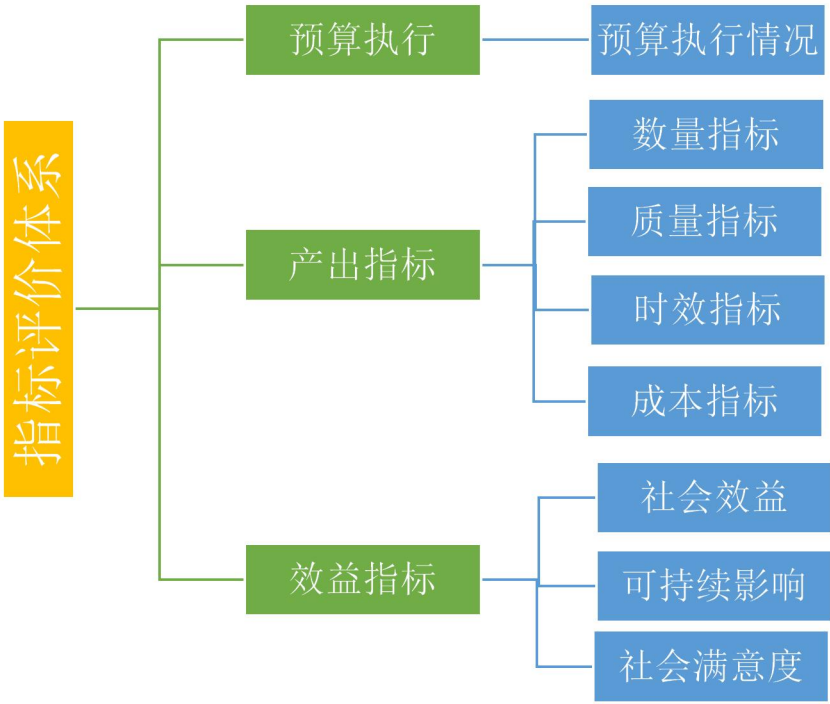 指标评价体系
预算执行
预算执行情况
产出指标
数量指标
质量指标
时效指标
成本指标
效益指标
社会效益
可持续影响
社会满意度